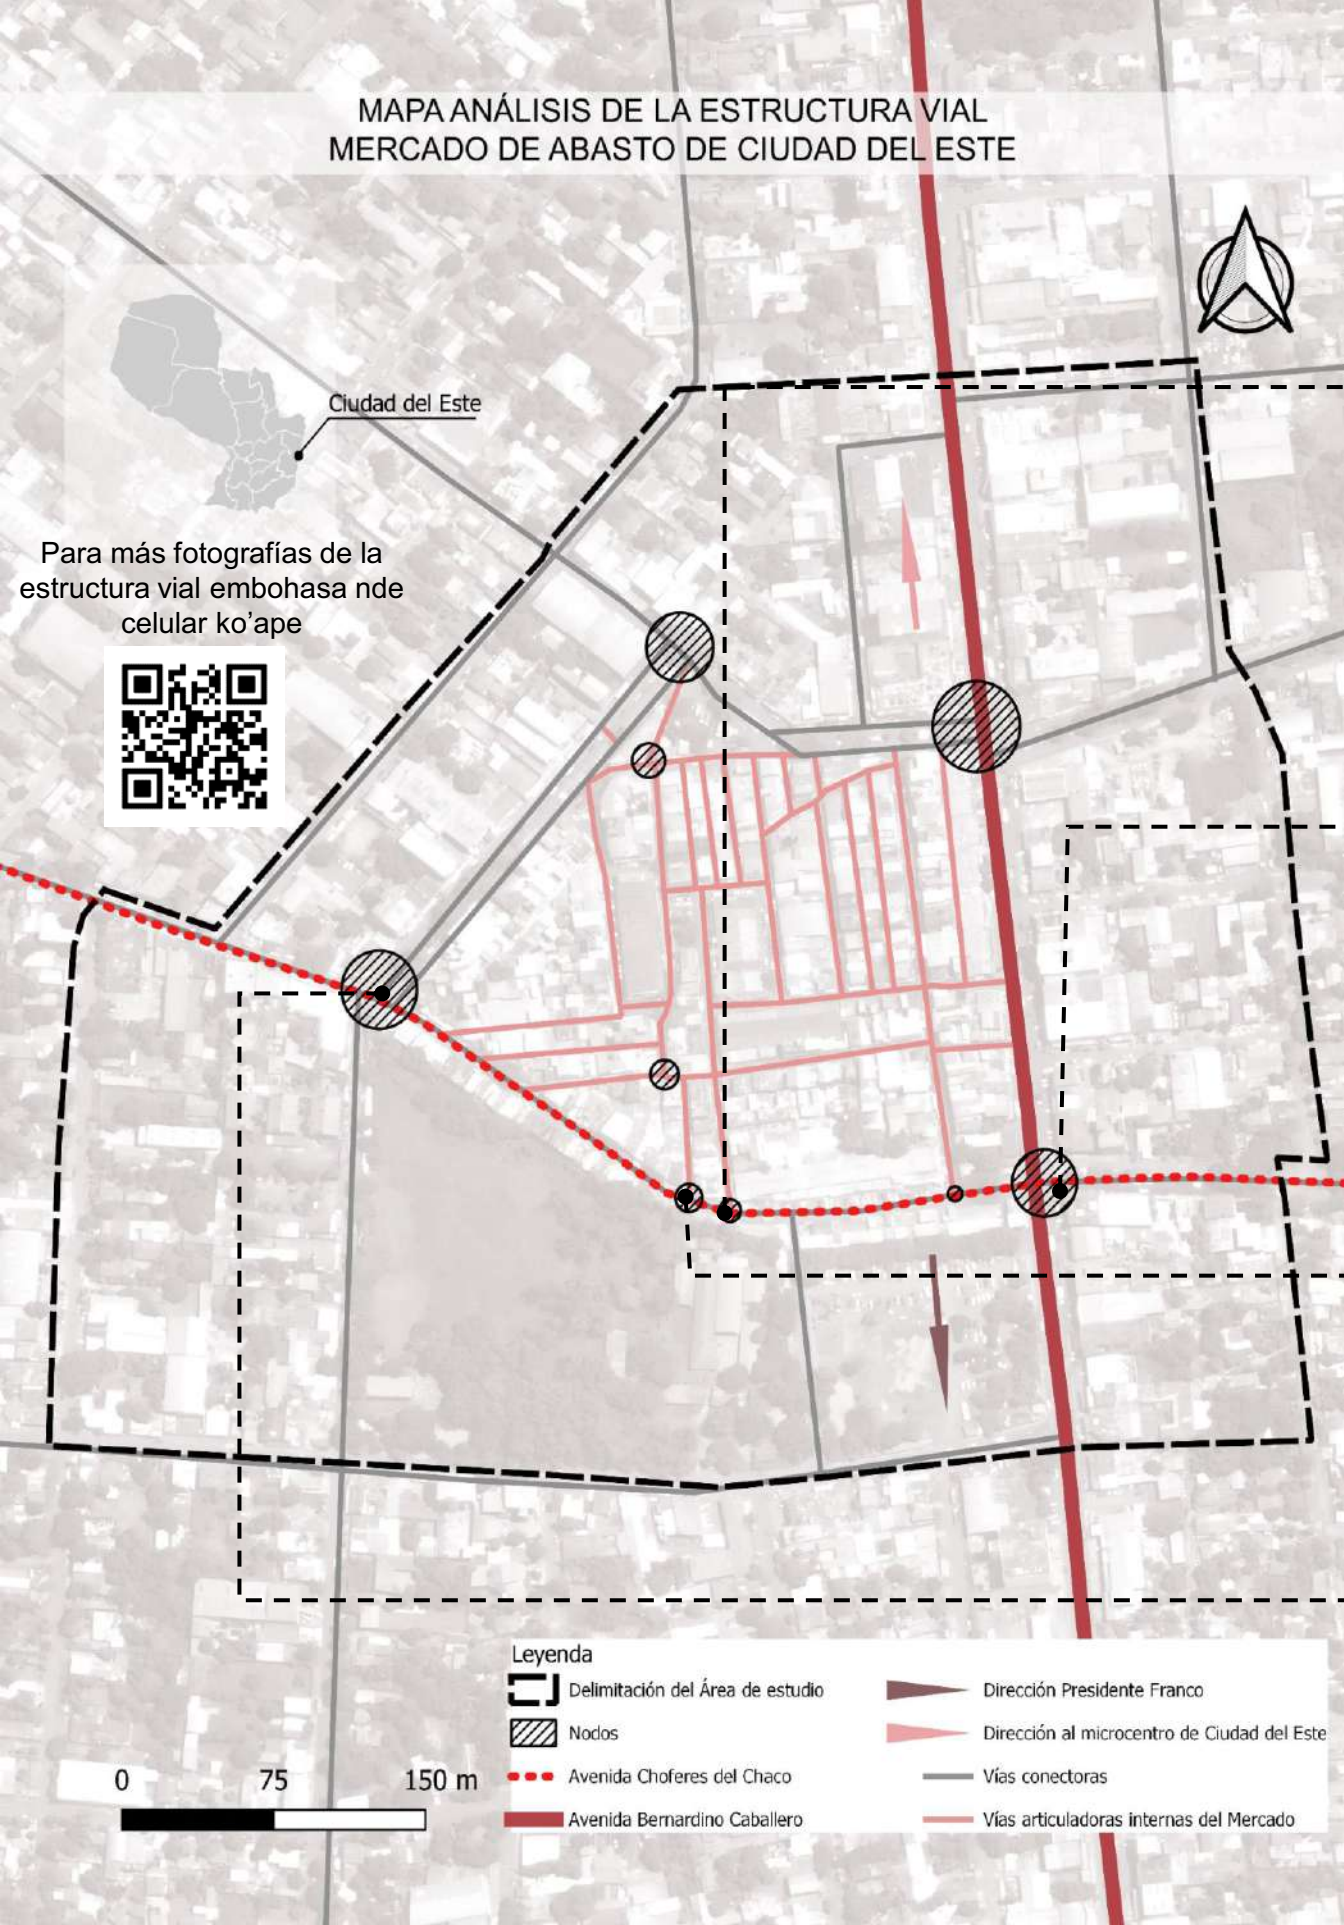 MAPA ANÁLISIS DE LA ESTRUCTURA VIAL
MERCADO DE ABASTO DE CIUDAD DEL ESTE
Ciudad del Este
Para más fotografías de la
estructura vial embohasa nde
celular ko'ape
Leyenda
Delimitación del Área de estudio
Nodos
Avenida Choferes del Chaco
Avenida Bernardino Caballero
Dirección Presidente Franco
Dirección al microcentro de Ciudad del Este
Vías conectoras
Vías articuladoras internas del Mercado
0 75 150 m